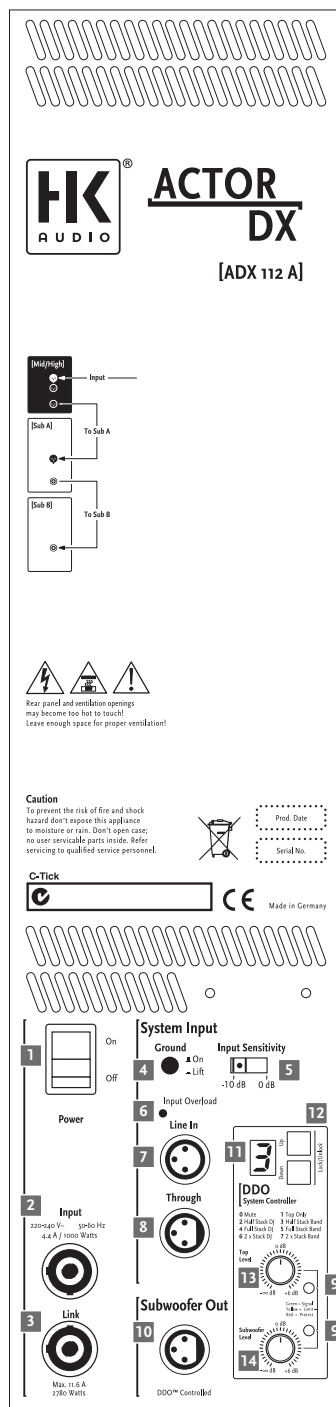 HK
AUDIO
®
ACTOR
DX
[ADX 112 A]
[Mid/High]
Input
To Sub A
[Sub A]
To Sub B
[Sub B]
Rear panel and ventilation openings
may become too hot to touch!
Leave enough space for proper ventilation!
Caution
To prevent the risk of fire and shock
hazard don't expose this appliance
to moisture or rain. Don't open case;
no user servicable parts inside. Refer
servicing to qualified service personnel.
Prod. Date
Serial No.
C-Tick
CE
Made in Germany
1
On
Off
Power
2
Input
220-240 V~ 50-60 Hz
4.4 A / 1000 Watts
3
Link
Max. 11.6 A
2780 Watts
System Input
Ground
4
On
Lift
Input Sensitivity
-10 dB 0 dB
5
6
Input Overload
Line In
7
Through
8
Subwoofer Out
10
DDO™ Controlled
12
11
3
Up
Down
Lock/Unlock
[DDO
System Controller
0 Mute 1 Top Only
2 Half Stack DJ 3 Half Stack Band
4 Full Stack DJ 5 Full Stack Band
6 2 x Stack DJ 7 2 x Stack Band
Top
Level
0 dB
13
-∞ dB +6 dB
9
Green = Signal
Yellow = Limit
Red = Protect
Subwoofer
Level
0 dB
9
14
-∞ dB +6 dB